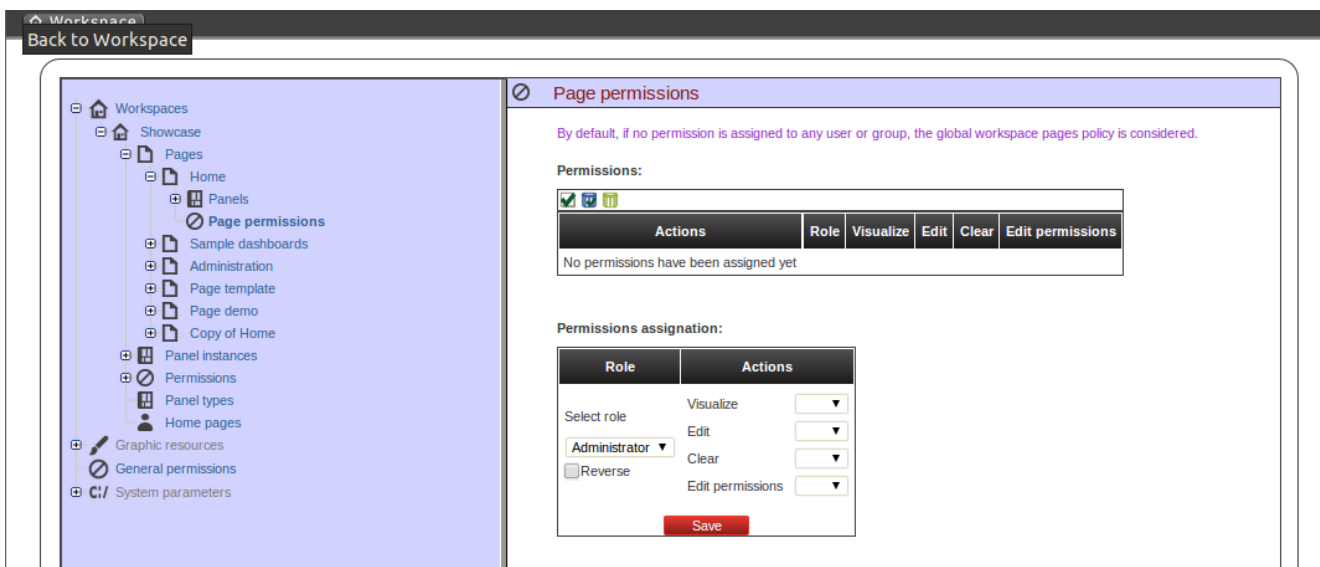 Workspace
Back to Workspace
Workspaces
Showcase
Pages
Home
Panels
Page permissions
Sample dashboards
Administration
Page template
Page demo
Copy of Home
Panel instances
Permissions
Panel types
Home pages
Graphic resources
General permissions
C:/ System parameters
Page permissions
By default, if no permission is assigned to any user or group, the global workspace pages policy is considered.
Permissions:
Actions Role Visualize Edit Clear Edit permissions
No permissions have been assigned yet
Permissions assignation:
Role Actions
Select role
Administrator
Reverse
Visualize
Edit
Clear
Edit permissions
Save